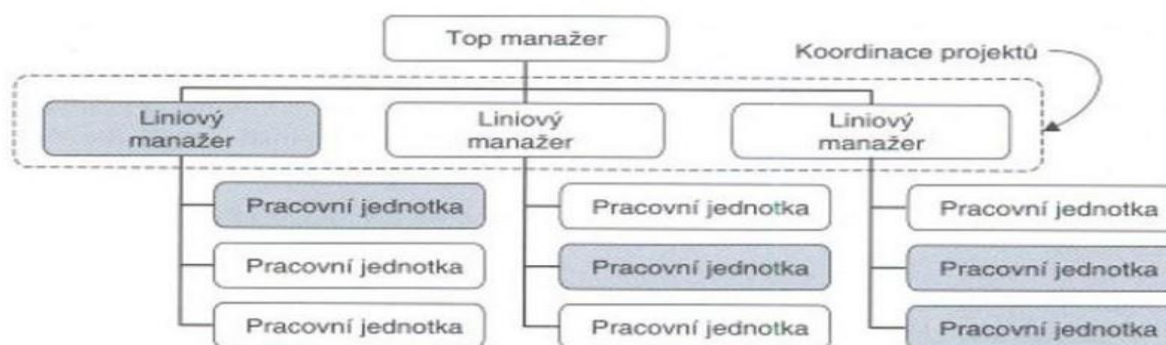 Top manažer
Koordinace projektů
Liniový
manažer
Liniový
manažer
Liniový
manažer
Pracovní jednotka
Pracovní jednotka
Pracovní jednotka
Pracovní jednotka
Pracovní jednotka
Pracovní jednotka
Pracovní jednotka
Pracovní jednotka
Pracovní jednotka